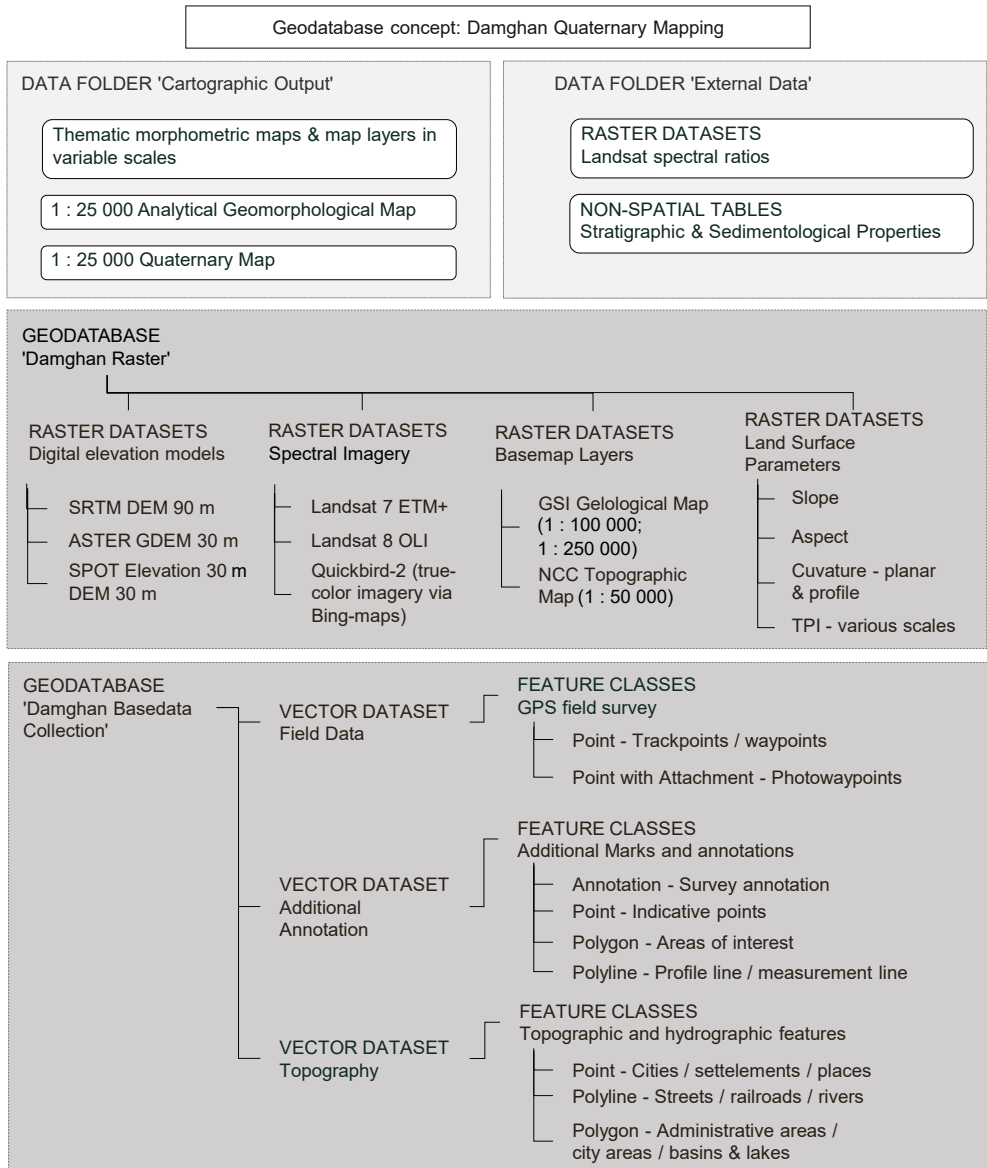 Geodatabase concept: Damghan Quaternary Mapping
DATA FOLDER 'Cartographic Output'
Thematic morphometric maps & map layers in
variable scales
1 : 25 000 Analytical Geomorphological Map
1 : 25 000 Quaternary Map
DATA FOLDER 'External Data'
RASTER DATASETS
Landsat spectral ratios
NON-SPATIAL TABLES
Stratigraphic & Sedimentological Properties
GEODATABASE
'Damghan Raster'
RASTER DATASETS
Digital elevation models
SRTM DEM 90 m
ASTER GDEM 30 m
SPOT Elevation 30 m
DEM 30 m
RASTER DATASETS
Spectral Imagery
Landsat 7 ETM+
Landsat 8 OLI
Quickbird-2 (true-
color imagery via
Bing-maps)
RASTER DATASETS
Basemap Layers
GSI Gelological Map
(1 : 100 000;
1 : 250 000)
NCC Topographic
Map (1 : 50 000)
RASTER DATASETS
Land Surface
Parameters
Slope
Aspect
Cuvature - planar
& profile
TPI - various scales
GEODATABASE
'Damghan Basedata
Collection'
VECTOR DATASET
Field Data
FEATURE CLASSES
GPS field survey
Point - Trackpoints / waypoints
Point with Attachment - Photowaypoints
VECTOR DATASET
Additional
Annotation
FEATURE CLASSES
Additional Marks and annotations
Annotation - Survey annotation
Point - Indicative points
Polygon - Areas of interest
Polyline - Profile line / measurement line
VECTOR DATASET
Topography
FEATURE CLASSES
Topographic and hydrographic features
Point - Cities / settelements / places
Polyline - Streets / railroads / rivers
Polygon - Administrative areas /
city areas / basins & lakes